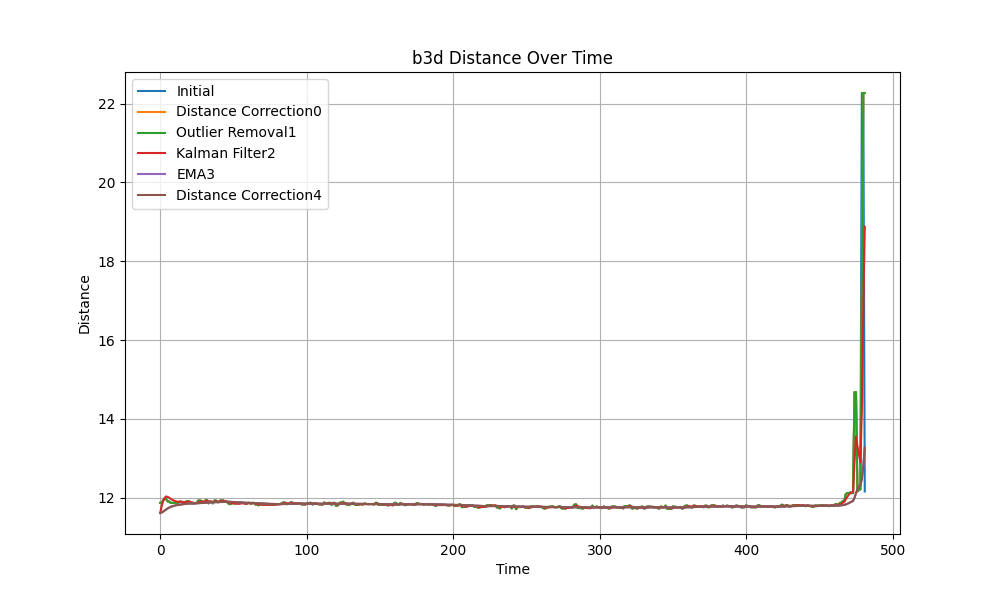 b3d Distance Over Time
Initial
Distance Correction0
Outlier Removal1
Kalman Filter2
EMA3
Distance Correction4
22
20
18
16
14
12
Distance
0
100
200
300
400
500
Time